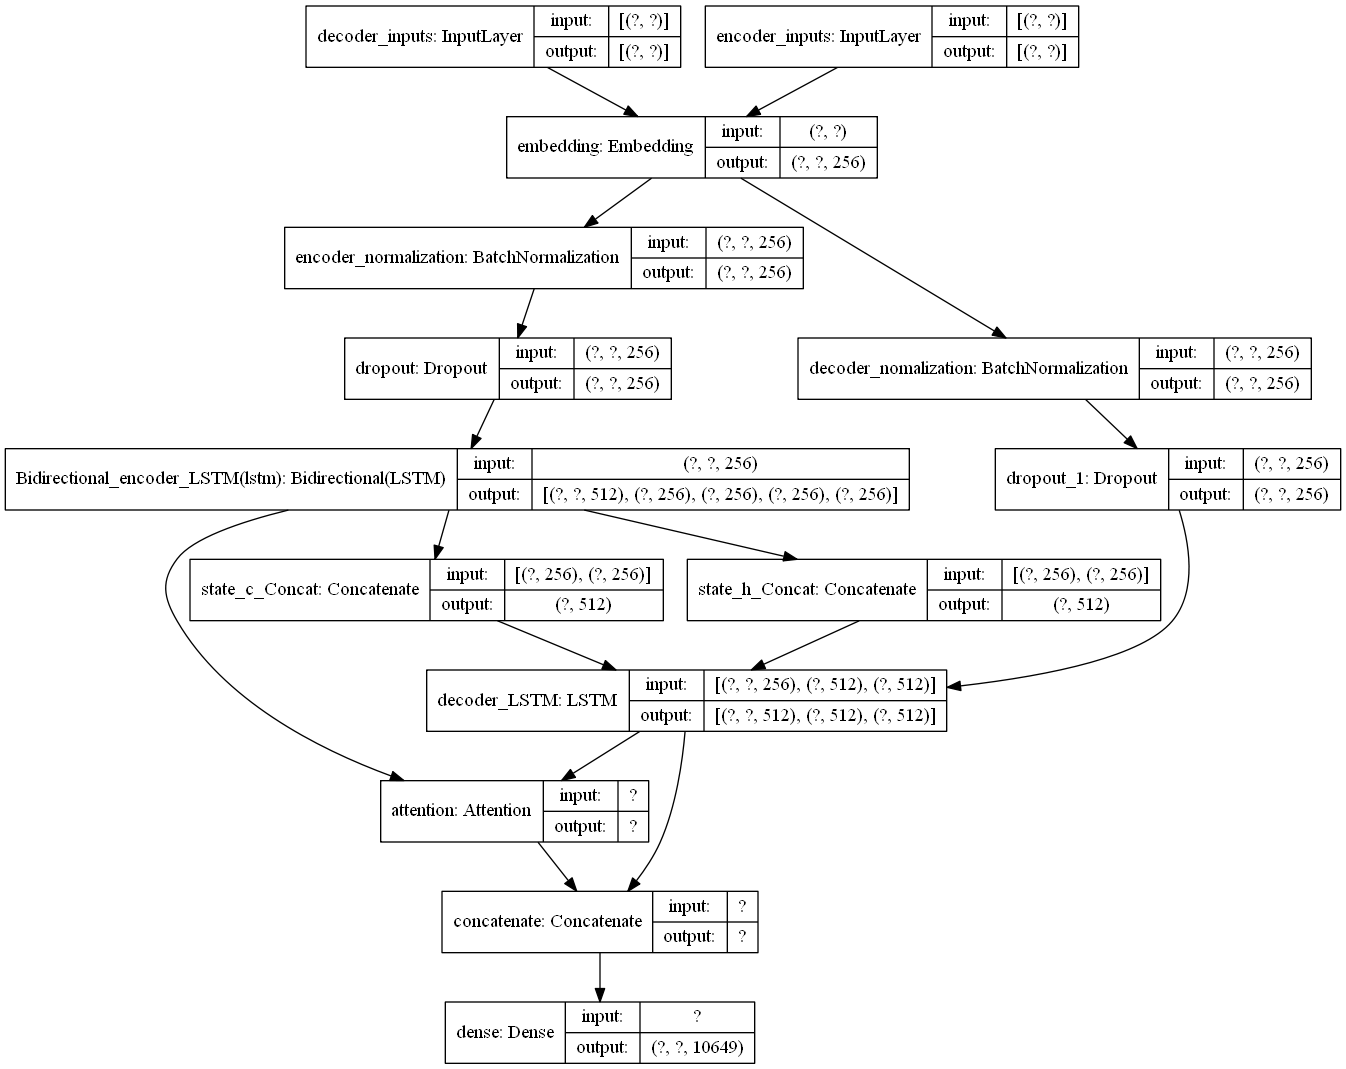 decoder_inputs: InputLayer
input:
[(?, ?)]
output:
[(?, ?)]
encoder_inputs: InputLayer
input:
[(?, ?)]
output:
[(?, ?)]
embedding: Embedding
input:
(?, ?)
output:
(?, ?, 256)
encoder_normalization: BatchNormalization
input:
(?, ?, 256)
output:
(?, ?, 256)
dropout: Dropout
input:
(?, ?, 256)
output:
(?, ?, 256)
decoder_nomalization: BatchNormalization
input:
(?, ?, 256)
output:
(?, ?, 256)
Bidirectional_encoder_LSTM(lstm): Bidirectional(LSTM)
input:
(?, ?, 256)
output:
[(?, ?, 512), (?, 256), (?, 256), (?, 256), (?, 256)]
dropout_1: Dropout
input:
(?, ?, 256)
output:
(?, ?, 256)
state_c_Concat: Concatenate
input:
[(?, 256), (?, 256)]
output:
(?, 512)
state_h_Concat: Concatenate
input:
[(?, 256), (?, 256)]
output:
(?, 512)
decoder_LSTM: LSTM
input:
[(?, ?, 256), (?, 512), (?, 512)]
output:
[(?, ?, 512), (?, 512), (?, 512)]
attention: Attention
input:
?
output:
?
concatenate: Concatenate
input:
?
output:
?
dense: Dense
input:
?
output:
(?, ?, 10649)